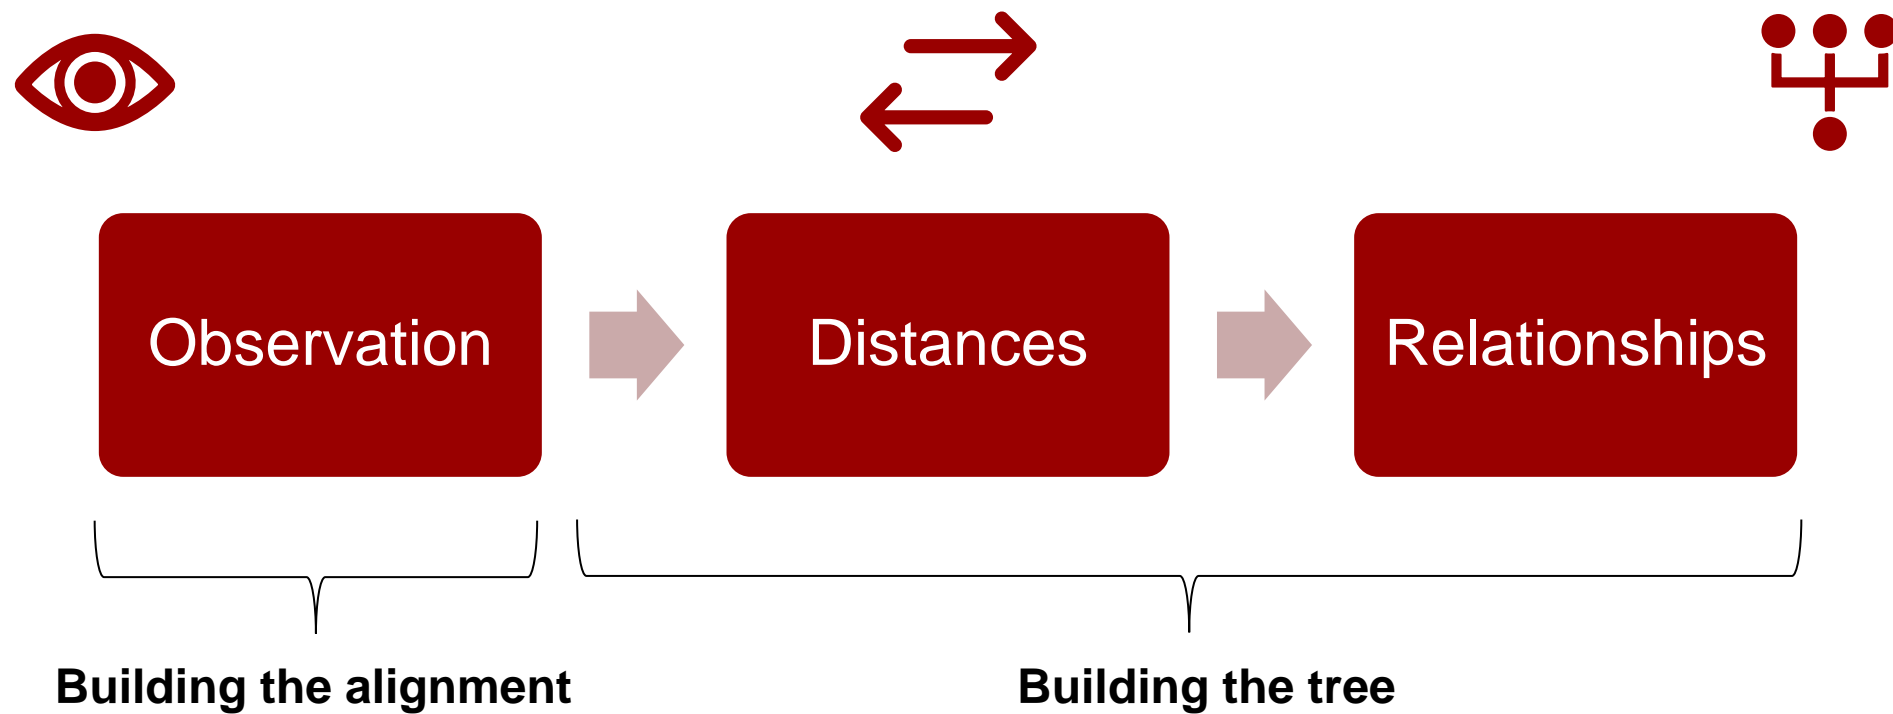 Observation
Distances
Relationships
Building the alignment
Building the tree